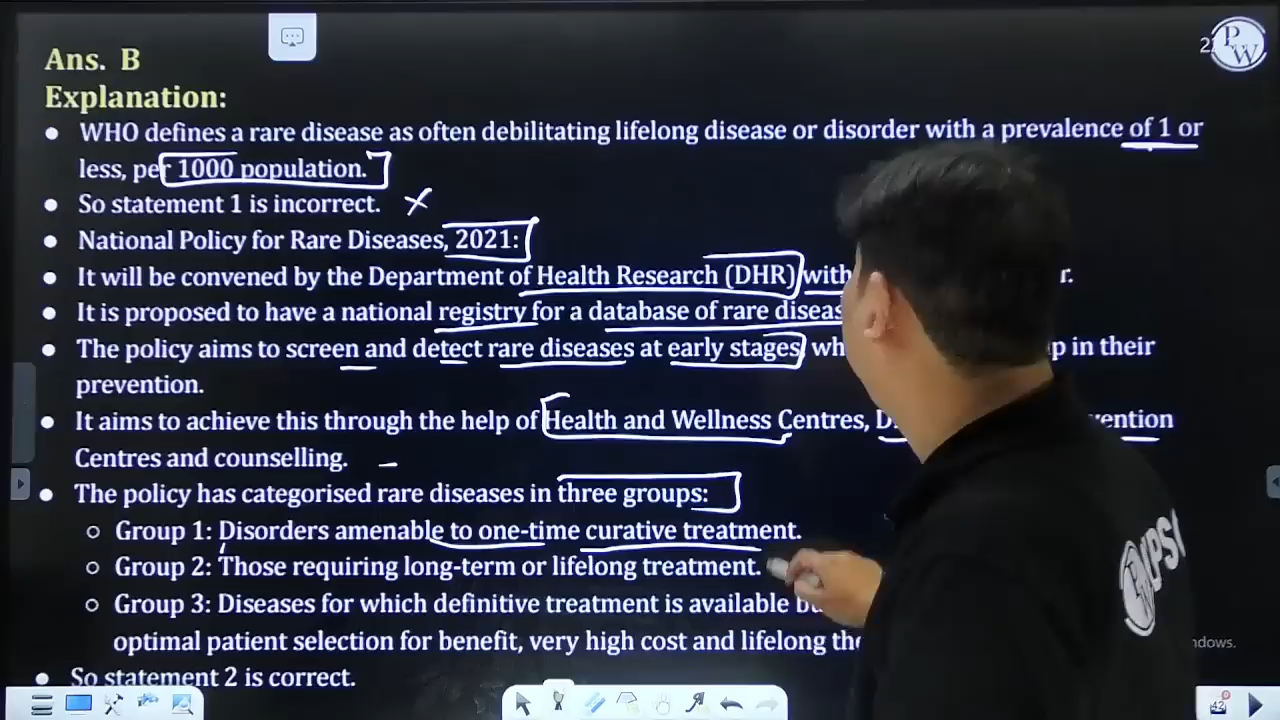 Ans. B
Explanation:
• WHO defines a rare disease as often debilitating lifelong disease or disorder with a prevalence of 1 or
less, per 1000 population.
• So statement 1 is incorrect.
• National Policy for Rare Diseases, 2021:
• It will be convened by the Department of Health Research (DHR) with
• It is proposed to have a national registry for a database of rare
• The policy aims to screen and detect rare diseases at early stages, in their
prevention.
• It aims to achieve this through the help of Health and Wellness Centres,
Centres and counselling.
• The policy has categorised rare diseases in three groups:
○ Group 1: Disorders amenable to one-time curative treatment.
○ Group 2: Those requiring long-term or lifelong treatment.
○ Group 3: Diseases for which definitive treatment is available
optimal patient selection for benefit, very high cost and lifelong
• So statement 2 is correct.
PW
42